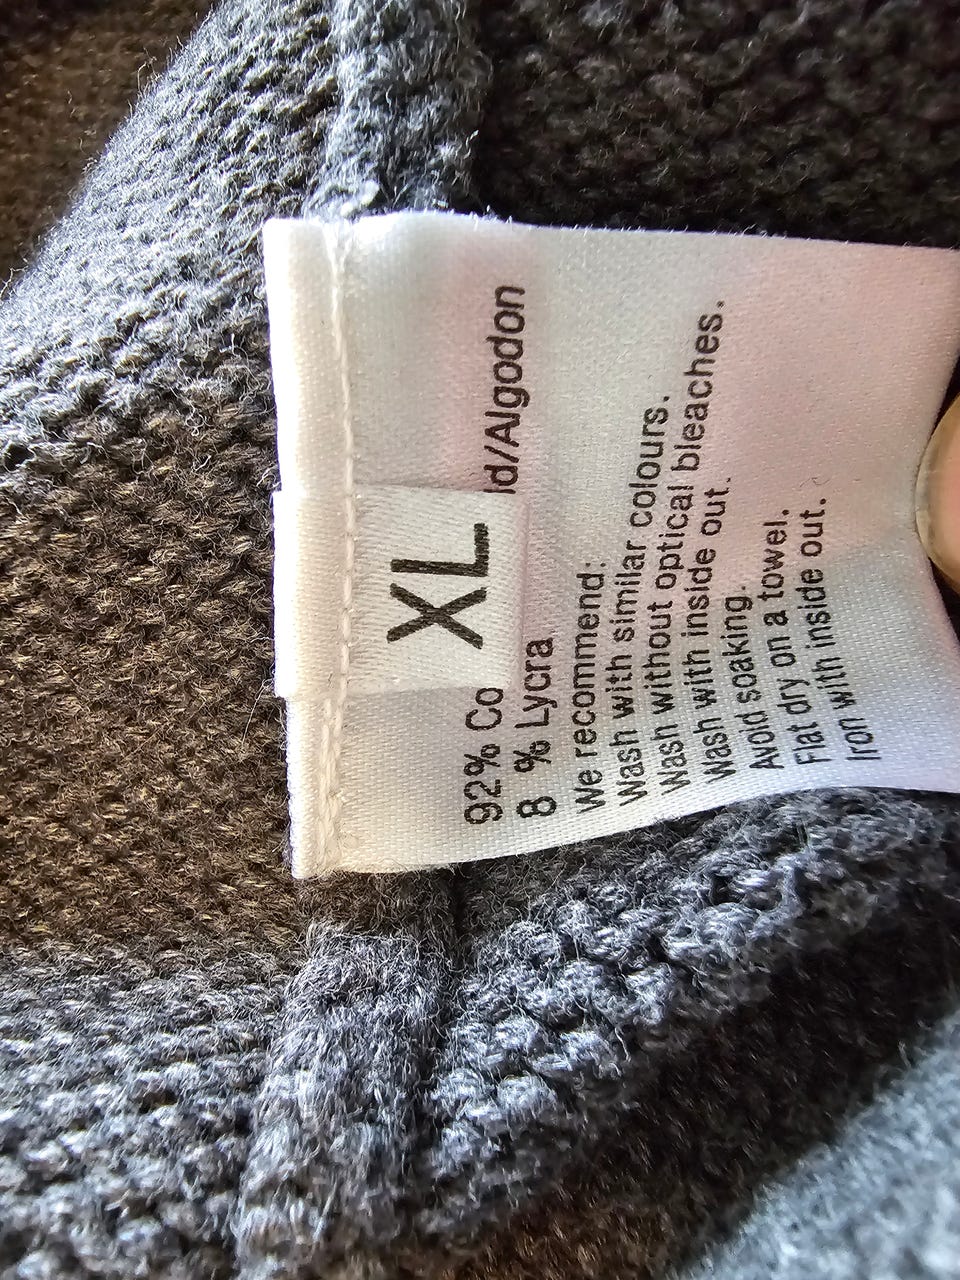 XL
92% Co ld/Algodon
8 % Lycra
We recommend:
Wash with similar colours.
Wash without optical bleaches.
Wash with inside out.
Avoid soaking.
Flat dry on a towel.
Iron with inside out.